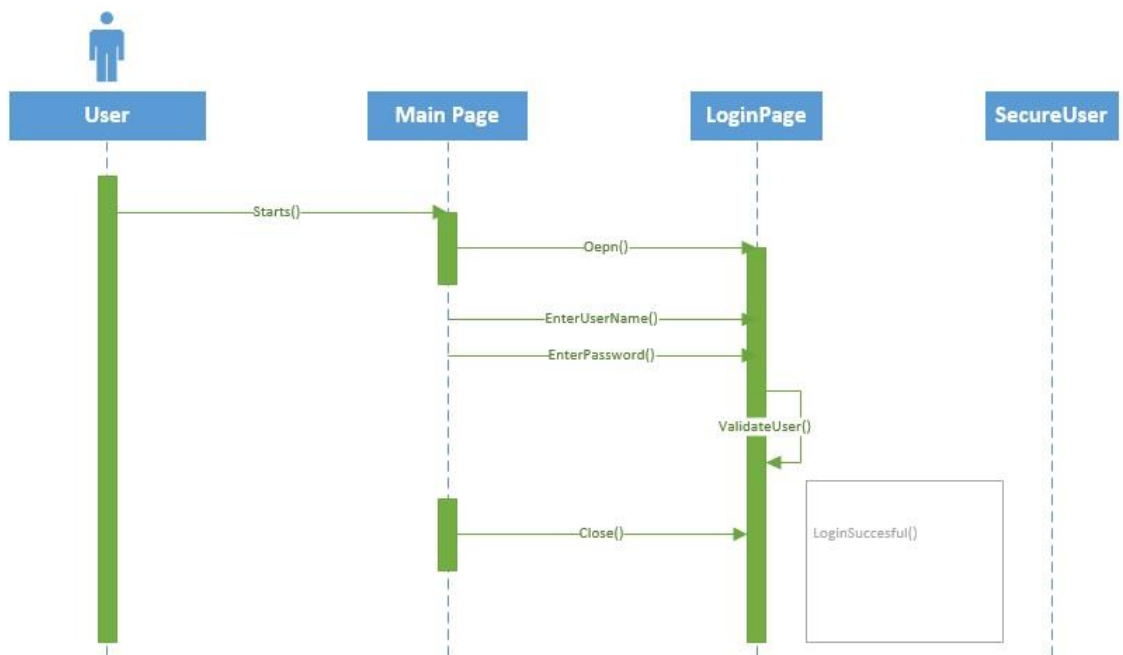 User
Main Page
LoginPage
SecureUser
Starts()
Oepn()
EnterUserName()
EnterPassword()
ValidateUser()
Close()
LoginSuccesful()